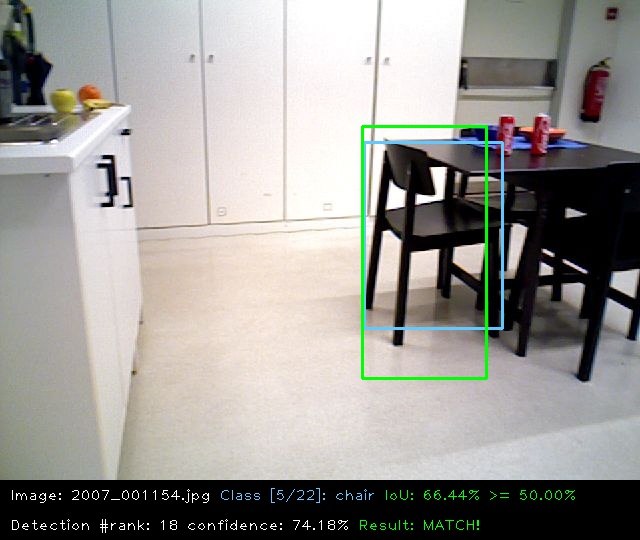 Image: 2007_001154.jpg Class [5/22]: chair IoU: 66.44% >= 50.00%
Detection #rank: 18 confidence: 74.18% Result: MATCH!